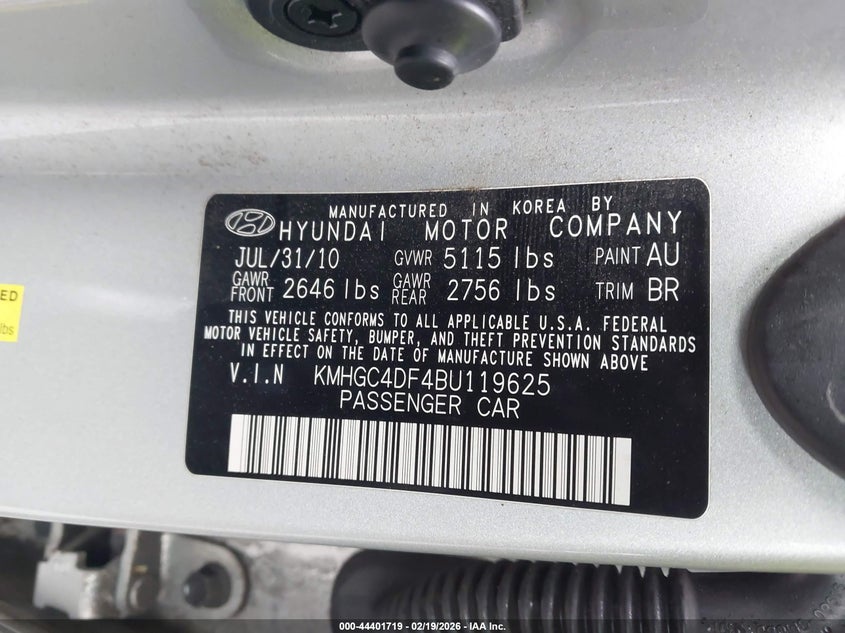 MANUFACTURED IN KOREA BY
HYUNDAI MOTOR COMPANY
JUL/31/10 GVWR 5115 lbs PAINT AU
GAWR FRONT 2646 lbs GAWR REAR 2756 lbs TRIM BR
THIS VEHICLE CONFORMS TO ALL APPLICABLE U.S.A. FEDERAL
MOTOR VEHICLE SAFETY, BUMPER, AND THEFT PREVENTION STANDARDS
IN EFFECT ON THE DATE OF MANUFACTURE SHOWN ABOVE
V.I.N KMHGC4DF4BU119625
PASSENGER CAR
ED
lbs
000-44401719 - 02/19/2026 - IAA Inc.